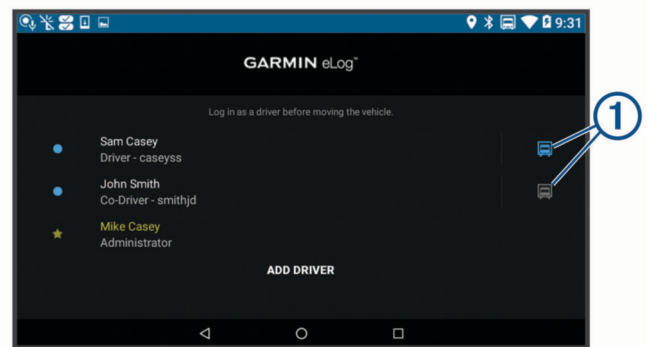 9:31
GARMIN eLog™
Log in as a driver before moving the vehicle.
Sam Casey
Driver - caseyss
John Smith
Co-Driver - smithjd
Mike Casey
Administrator
ADD DRIVER
1